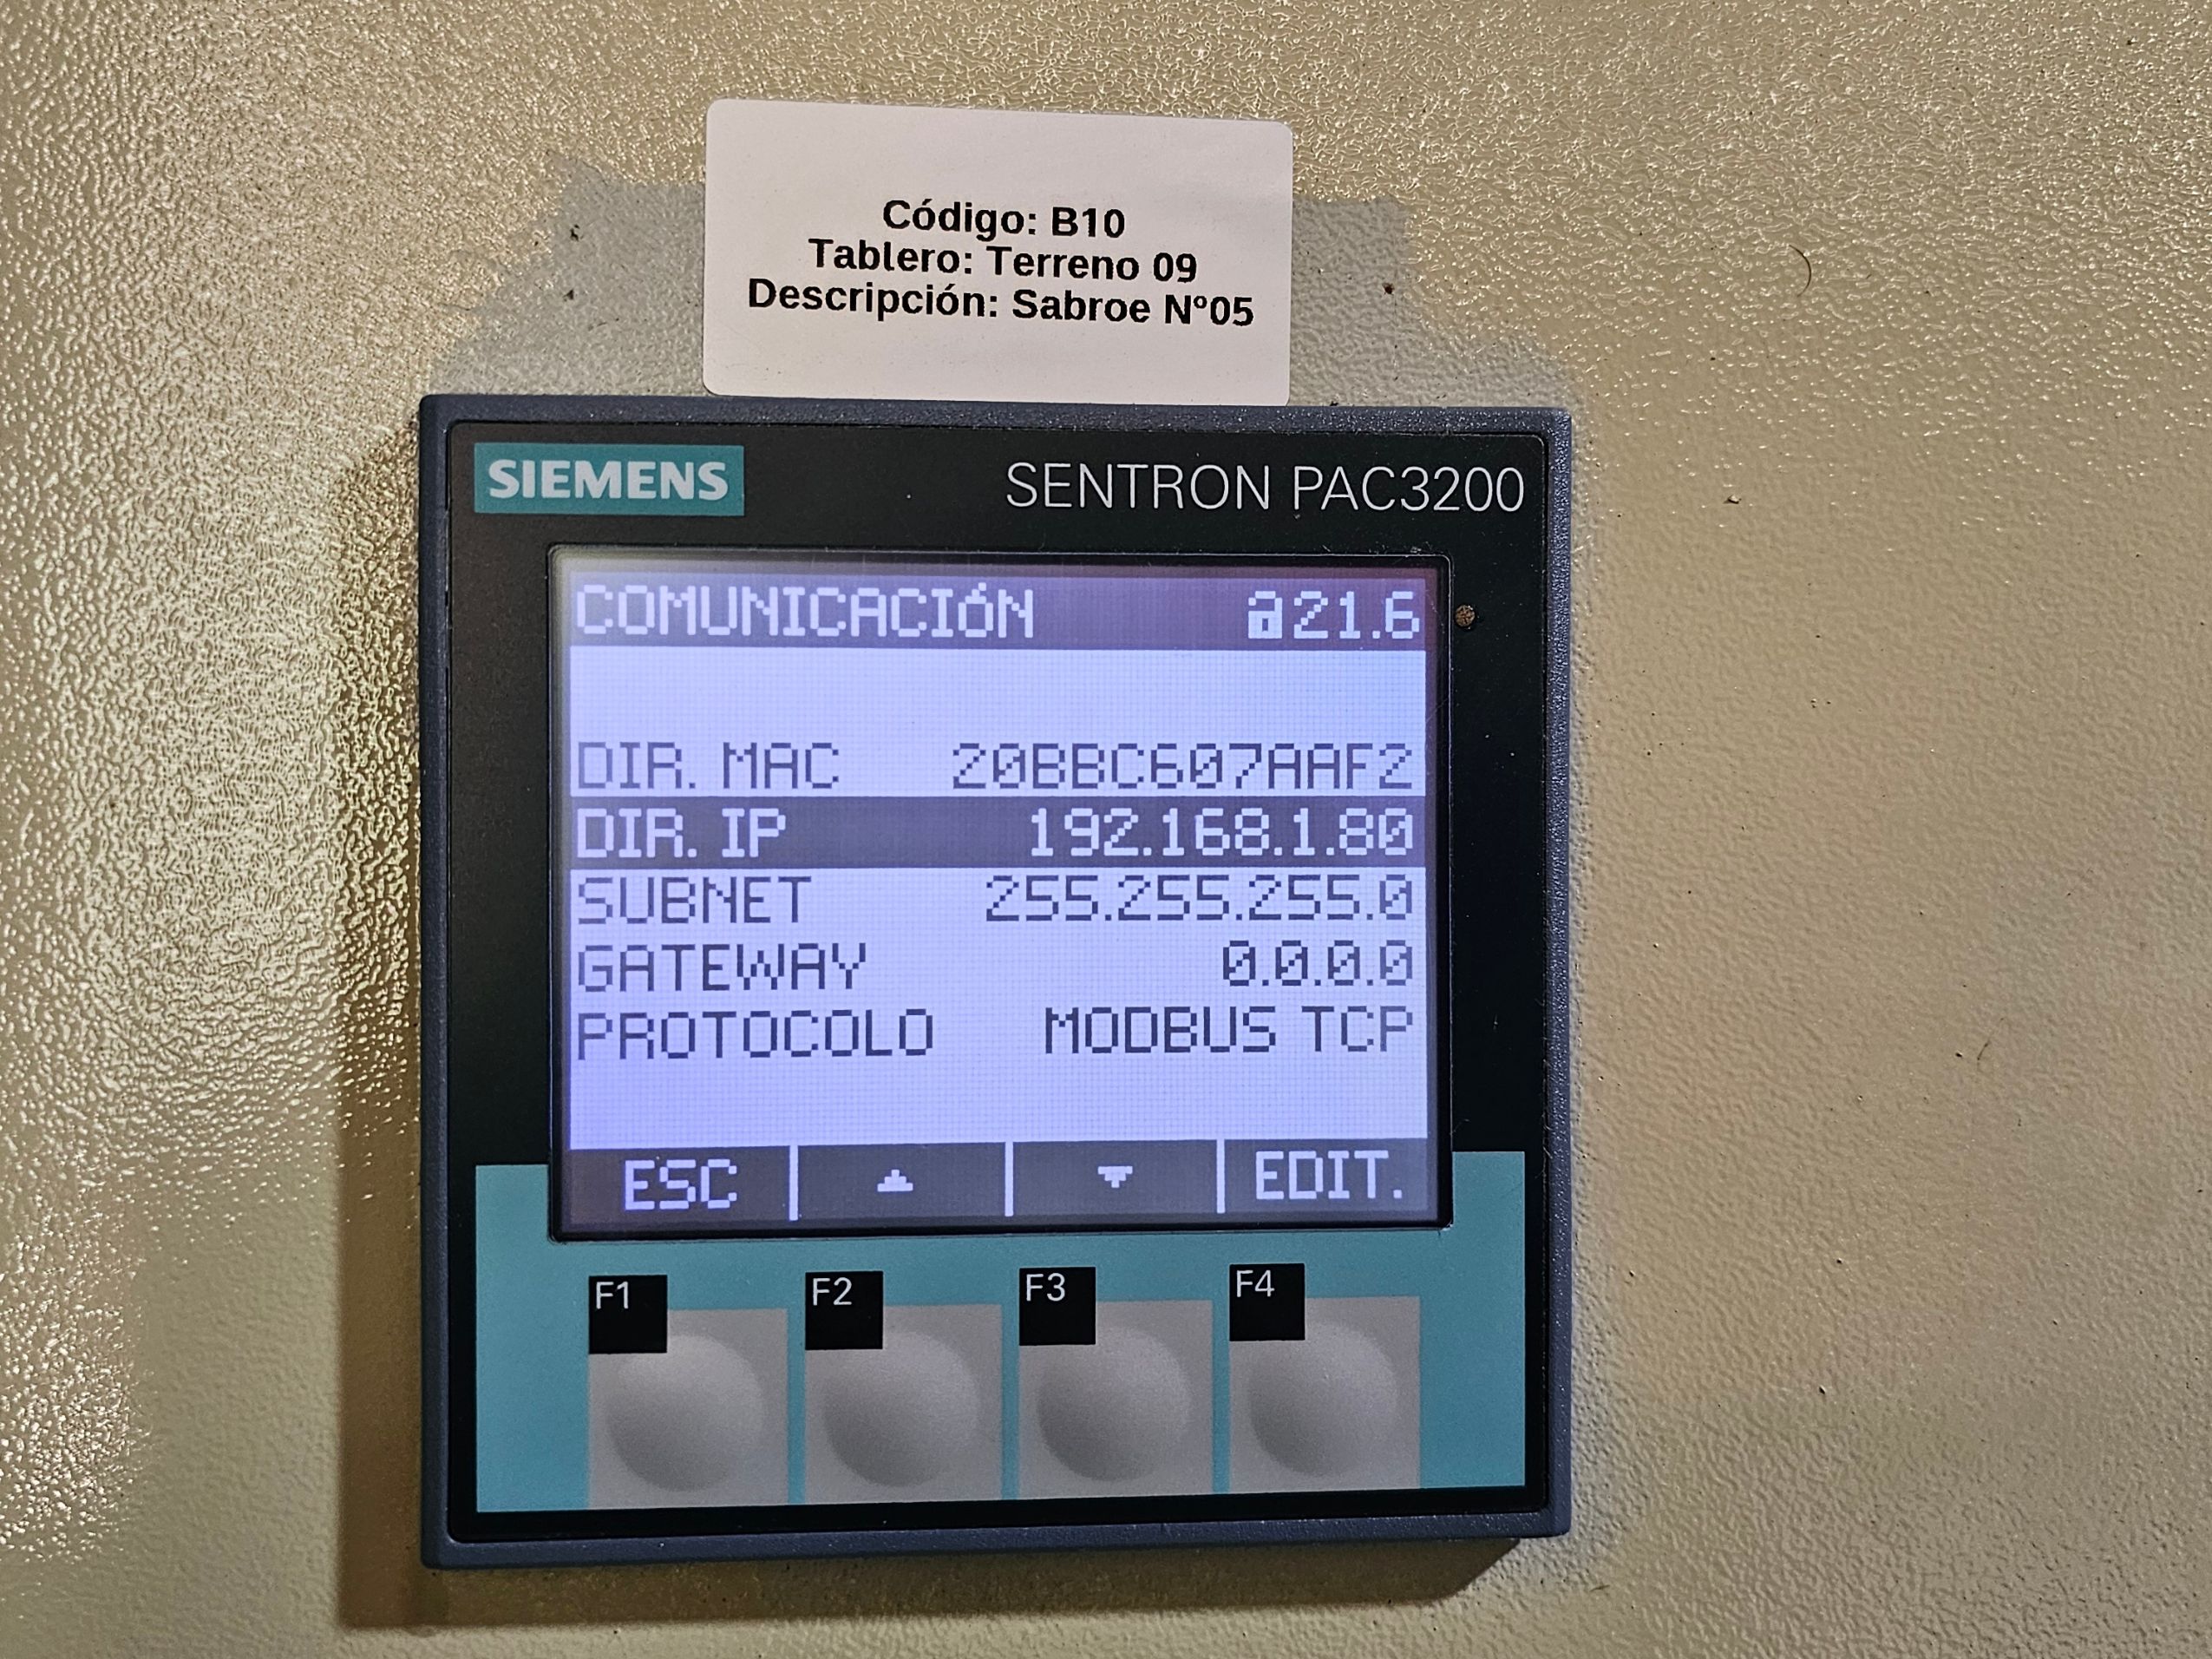 Código: B10
Tablero: Terreno 09
Descripción: Sabroe Nº05
SIEMENS
SENTRON PAC3200
COMUNICACIÓN 21.6
DIR. MAC 20BBC607AAF2
DIR. IP 192.168.1.80
SUBNET 255.255.255.0
GATEWAY 0.0.0.0
PROTOCOLO MODBUS TCP
ESC EDIT.
F1 F2 F3 F4